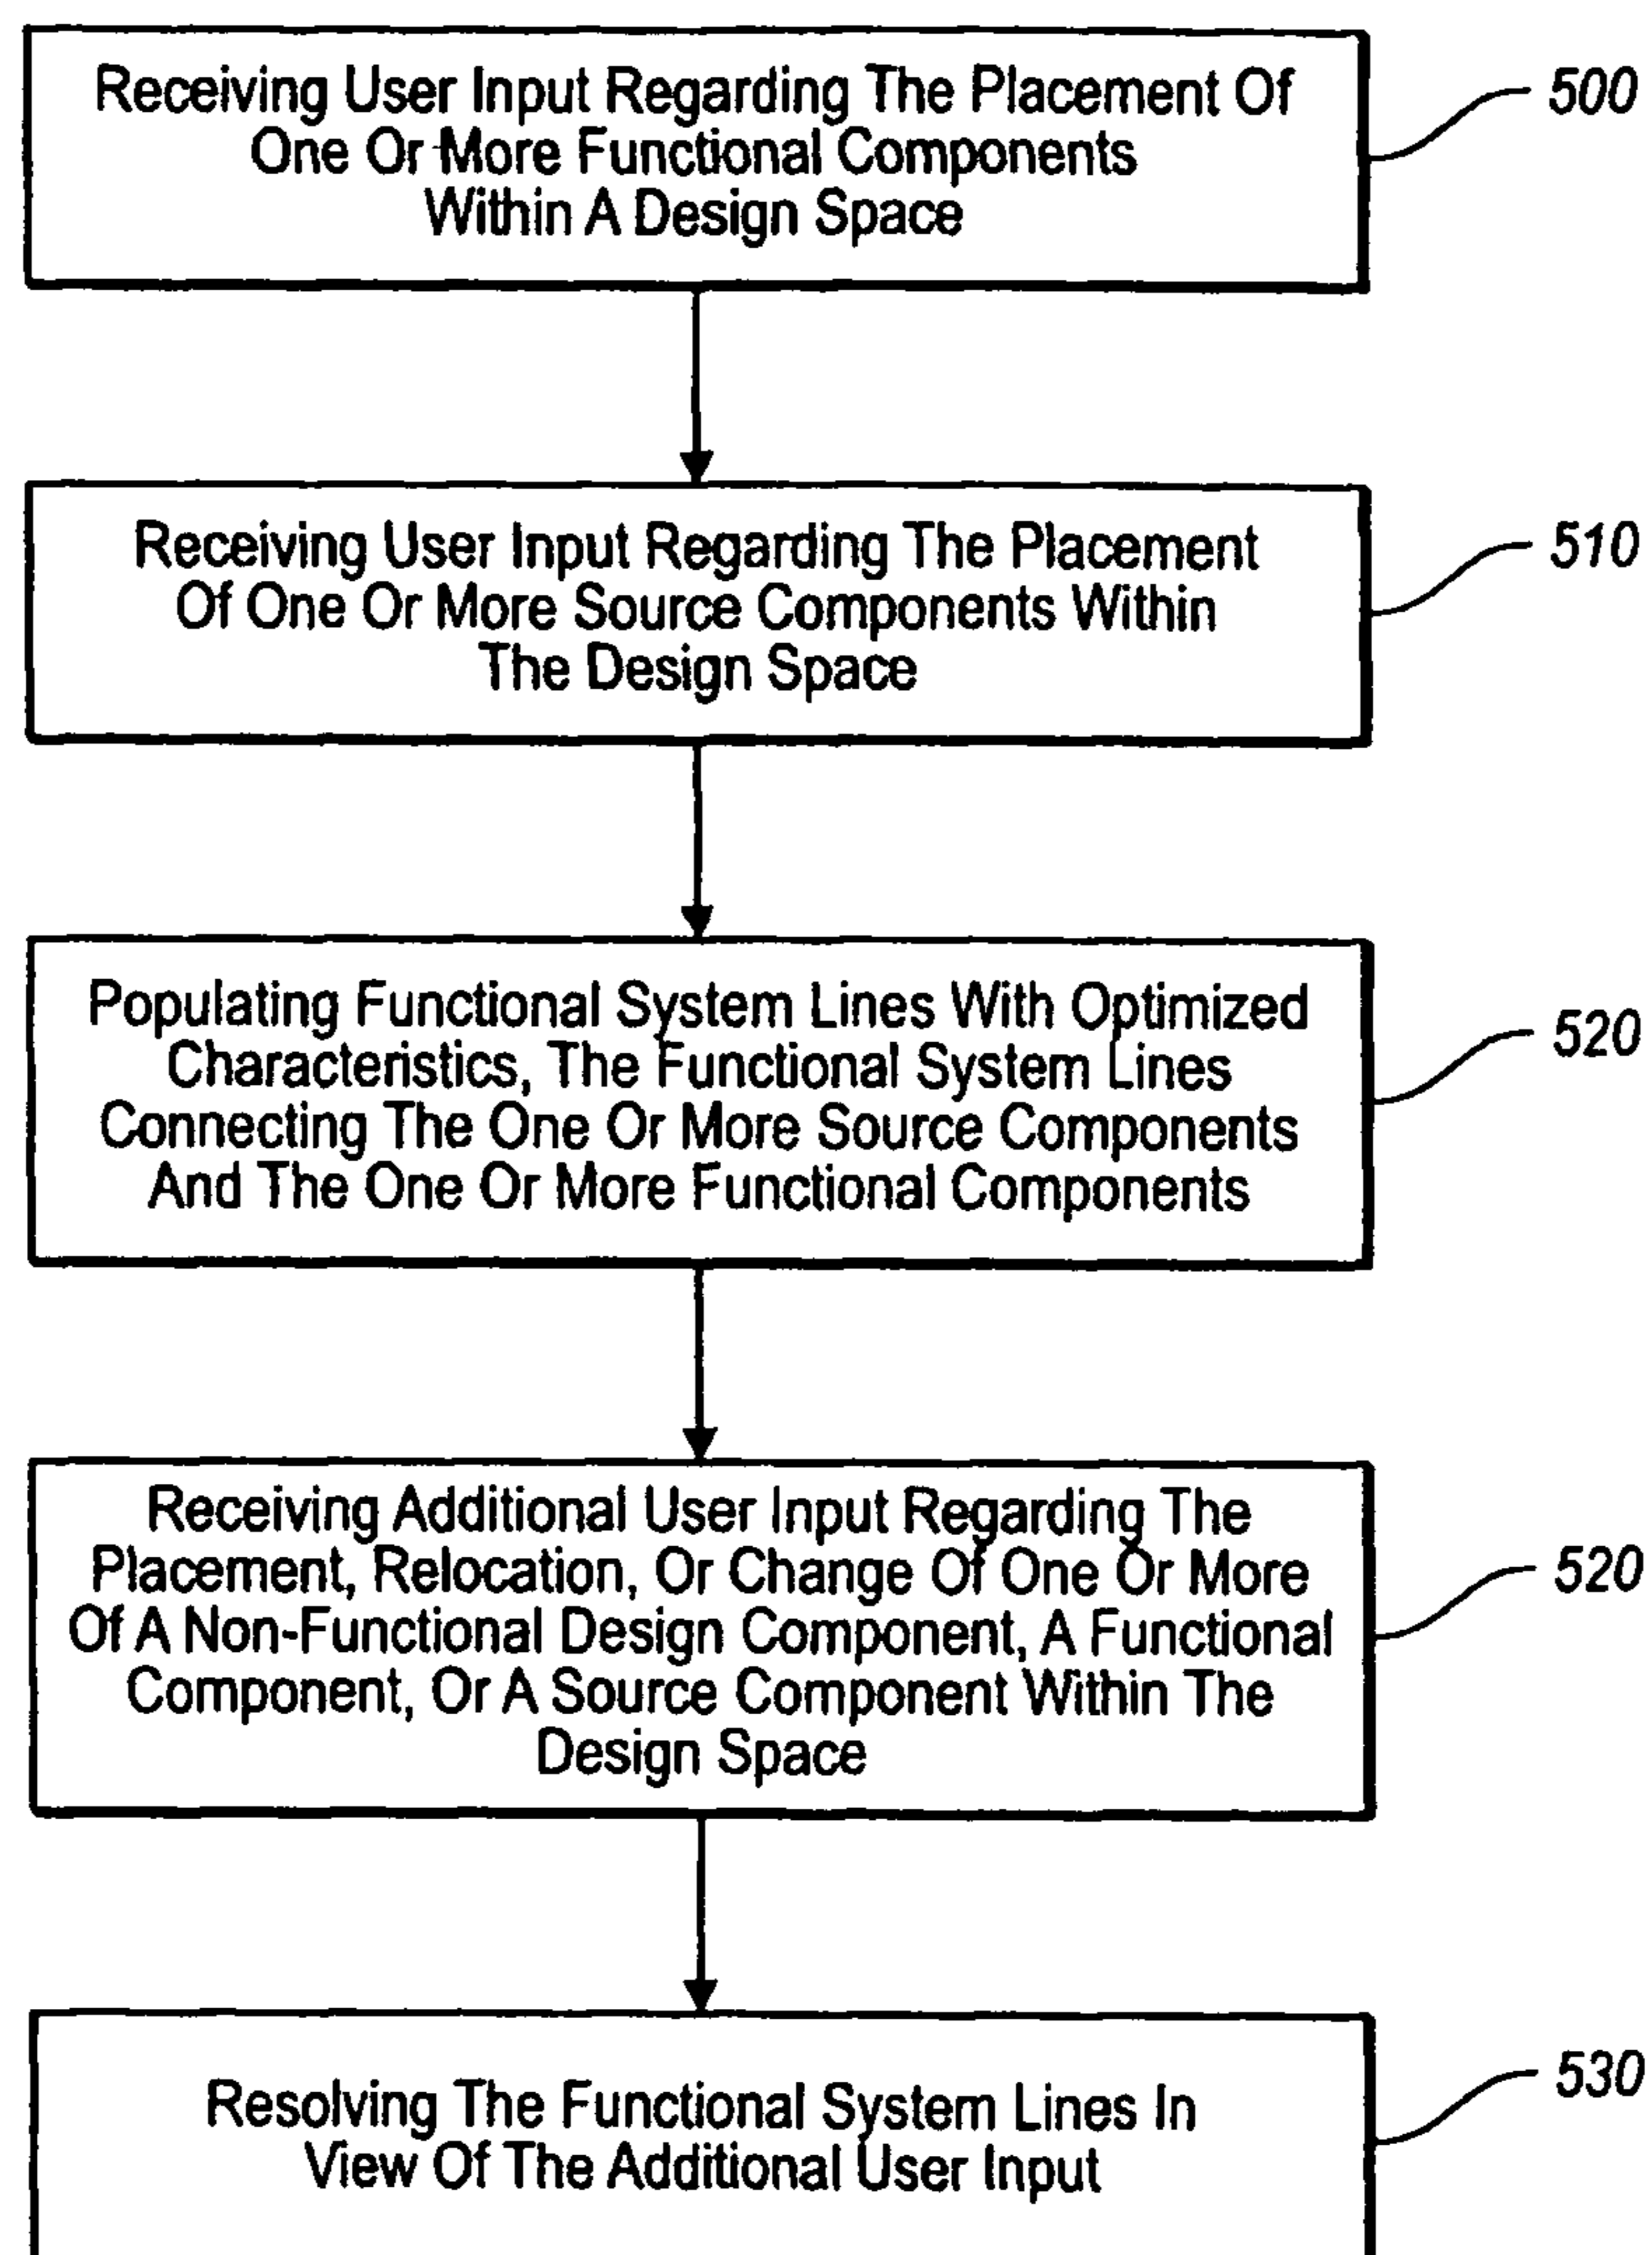 Receiving User Input Regarding The Placement Of
One Or More Functional Components
Within A Design Space
500
Receiving User Input Regarding The Placement
Of One Or More Source Components Within
The Design Space
510
Populating Functional System Lines With Optimized
Characteristics, The Functional System Lines
Connecting The One Or More Source Components
And The One Or More Functional Components
520
Receiving Additional User Input Regarding The
Placement, Relocation, Or Change Of One Or More
Of A Non-Functional Design Component, A Functional
Component, Or A Source Component Within The
Design Space
520
Resolving The Functional System Lines In
View Of The Additional User Input
530